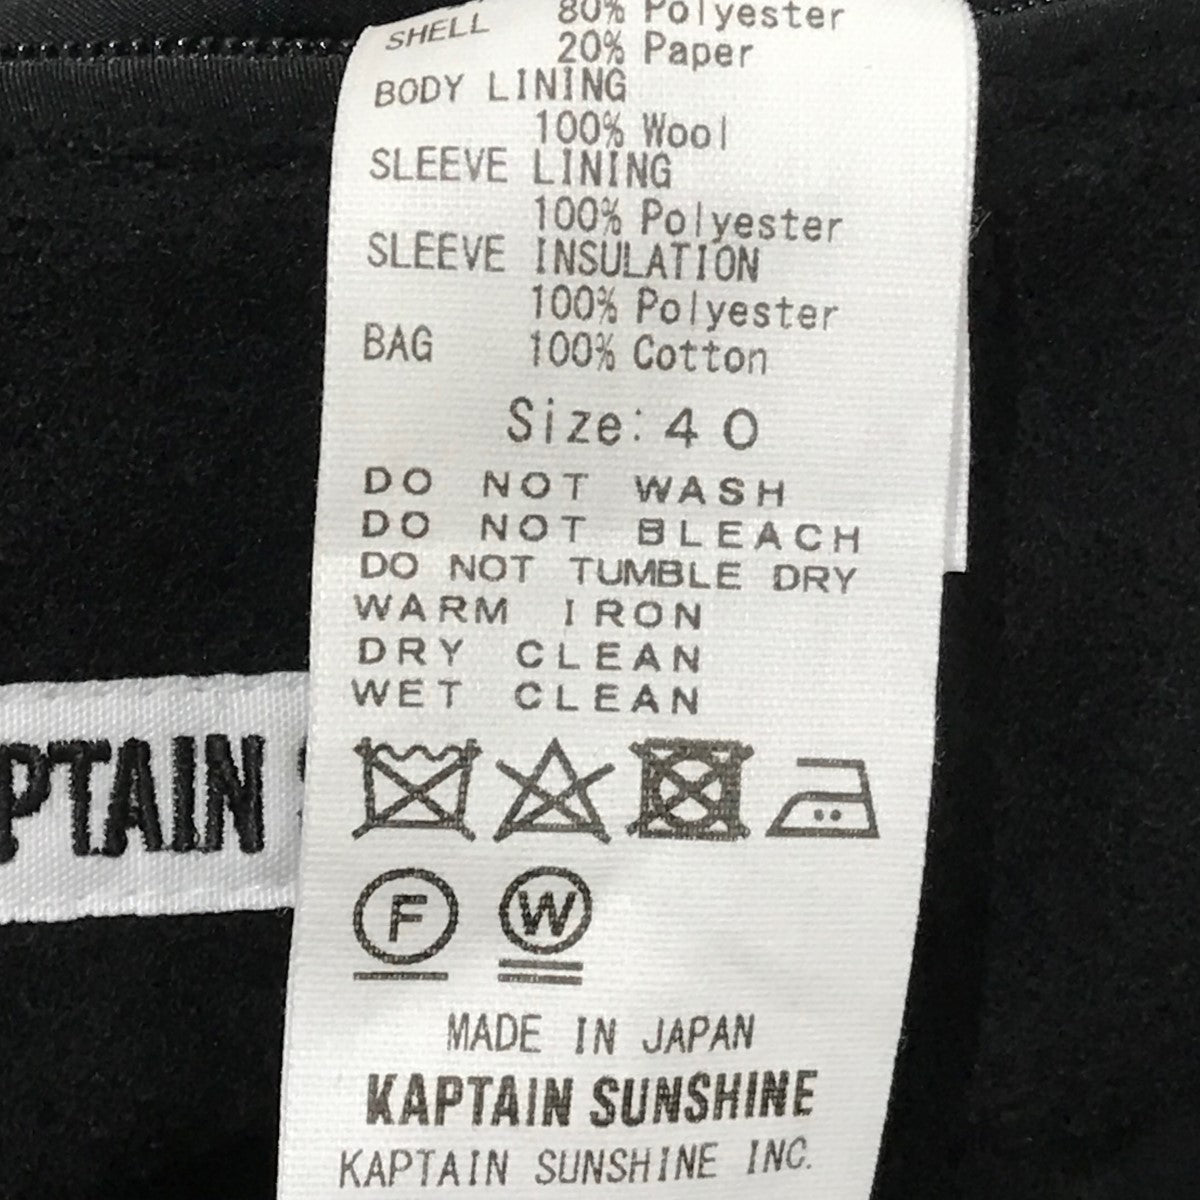 SHELL 80% Polyester
20% Paper
BODY LINING
100% Wool
SLEEVE LINING
100% Polyester
SLEEVE INSULATION
100% Polyester
BAG 100% Cotton
Size:40
DO NOT WASH
DO NOT BLEACH
DO NOT TUMBLE DRY
WARM IRON
DRY CLEAN
WET CLEAN
F W
MADE IN JAPAN
KAPTAIN SUNSHINE
KAPTAIN SUNSHINE INC.
PTAIN